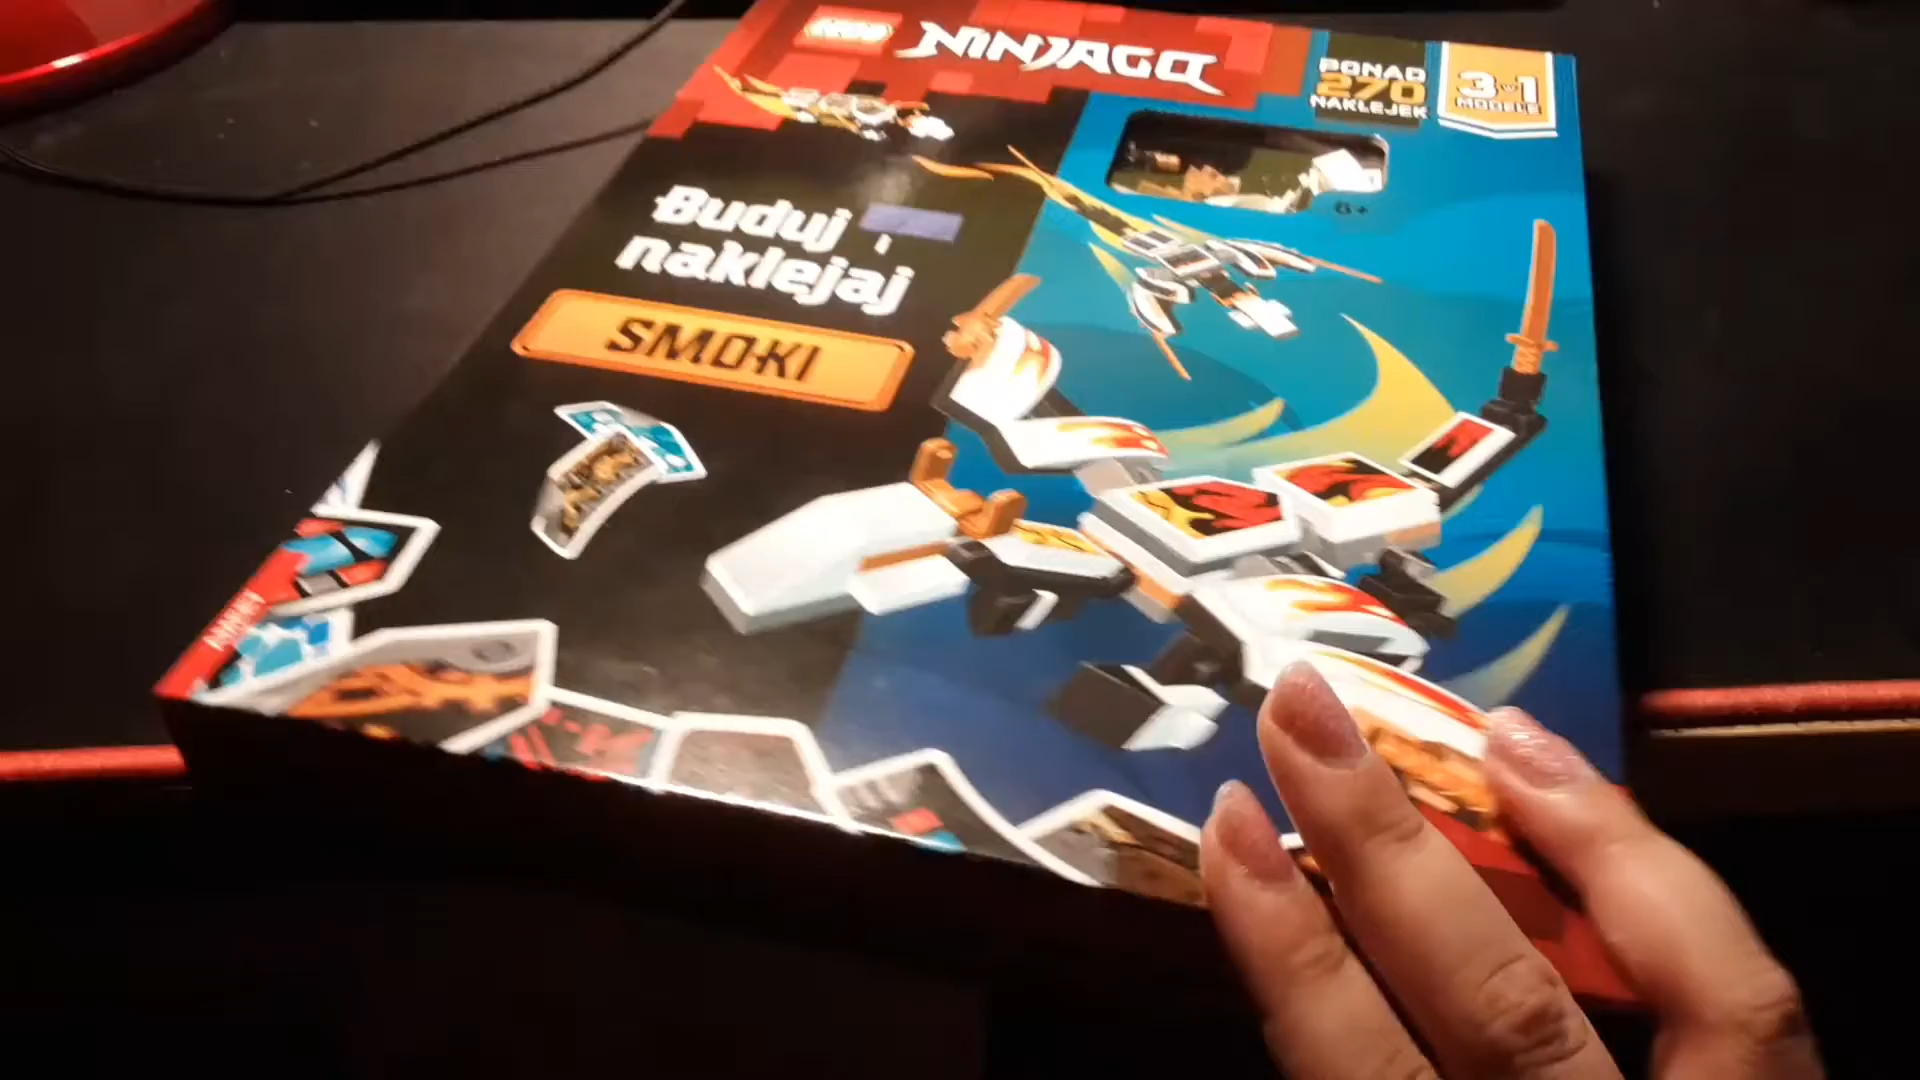 LEGO
NINJAGO
PONAD
270
NAKLEJEK
3w1
MODELE
6+
Buduj i
naklejaj
SMOKI